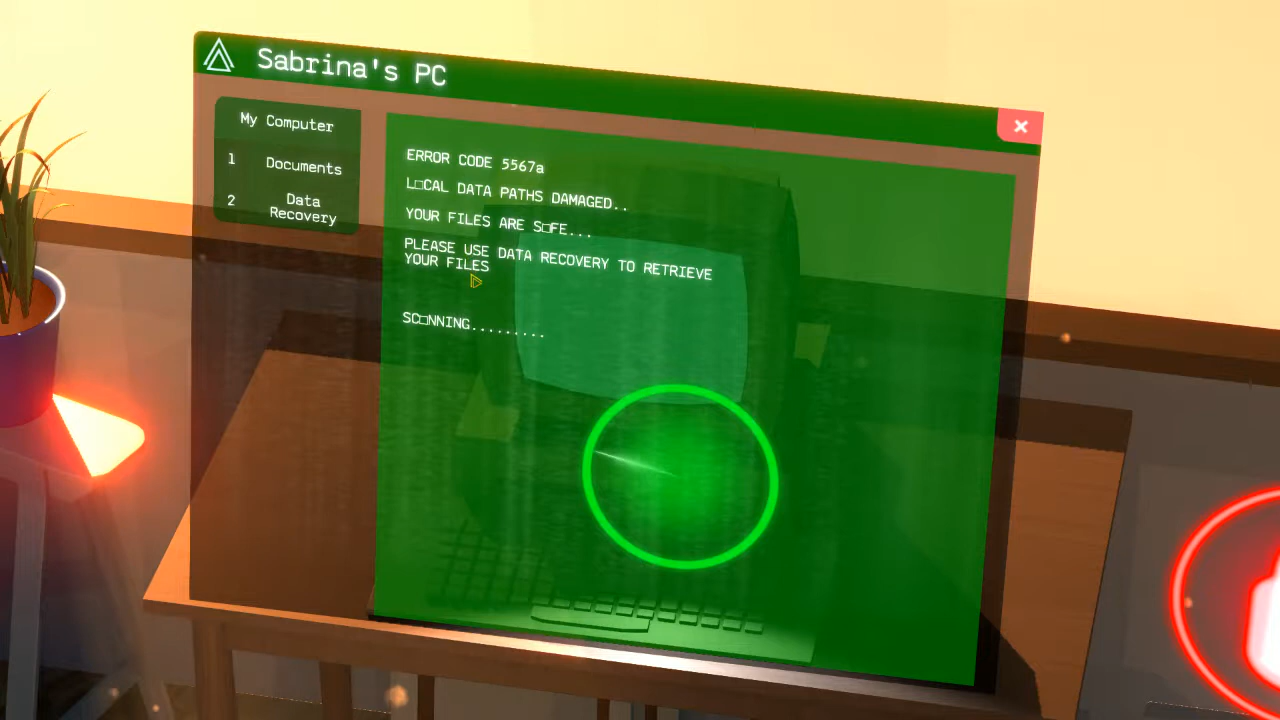 Sabrina's PC
My Computer
1 Documents
2 Data
Recovery
ERROR CODE 5567a
L□CAL DATA PATHS DAMAGED..
YOUR FILES ARE S□FE...
PLEASE USE DATA RECOVERY TO RETRIEVE
YOUR FILES
SC□NNING.........